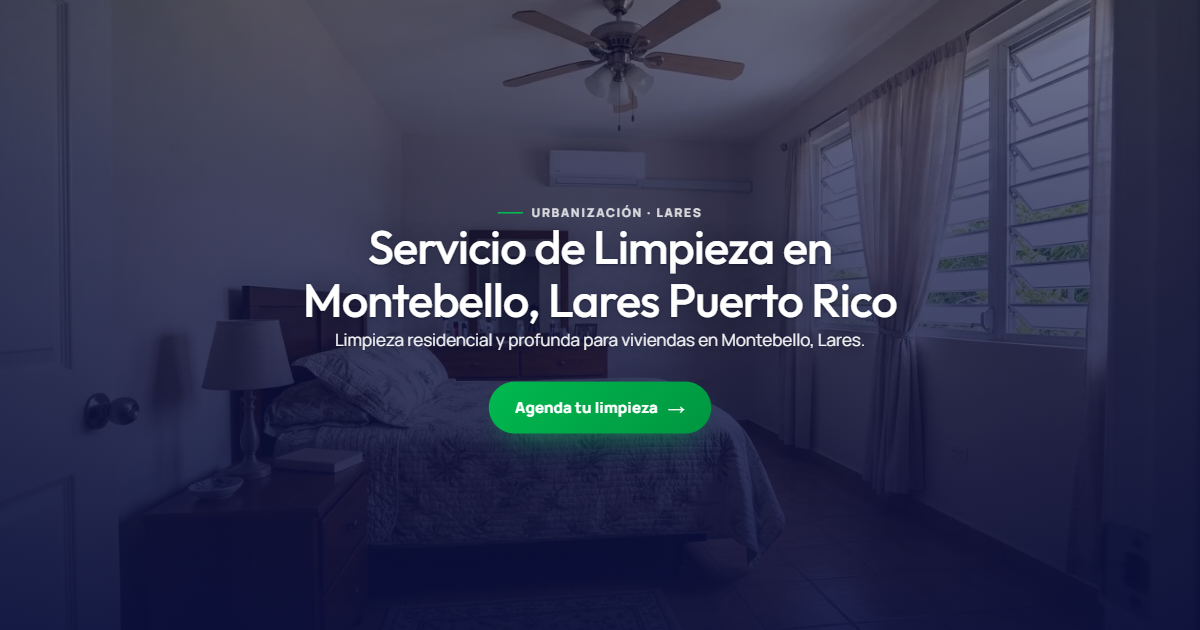 URBANIZACIÓN · LARES
Servicio de Limpieza en
Montebello, Lares Puerto Rico
Limpieza residencial y profunda para viviendas en Montebello, Lares.
Agenda tu limpieza →